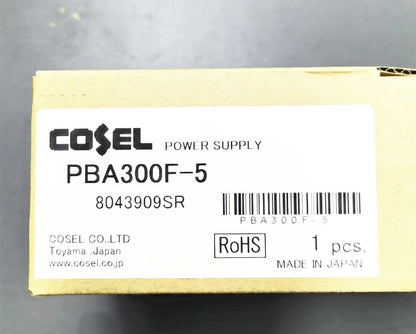 COSEL POWER SUPPLY
PBA300F-5
8043909SR
PBA300F-5
COSEL CO.,LTD
Toyama ,Japan
www.cosel.co.jp
RoHS
1 pcs.
MADE IN JAPAN